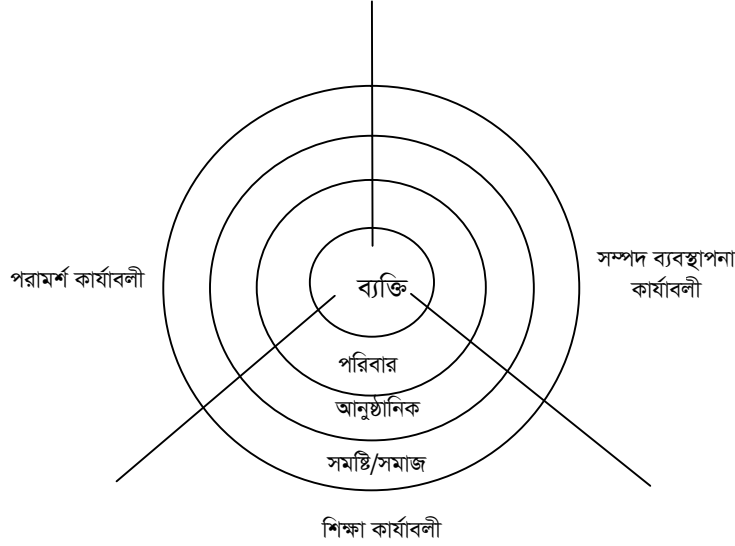 পরামর্শ কার্যাবলী
সম্পদ ব্যবস্থাপনা
কার্যাবলী
ব্যক্তি
পরিবার
আনুষ্ঠানিক
সমষ্টি/সমাজ
শিক্ষা কার্যাবলী